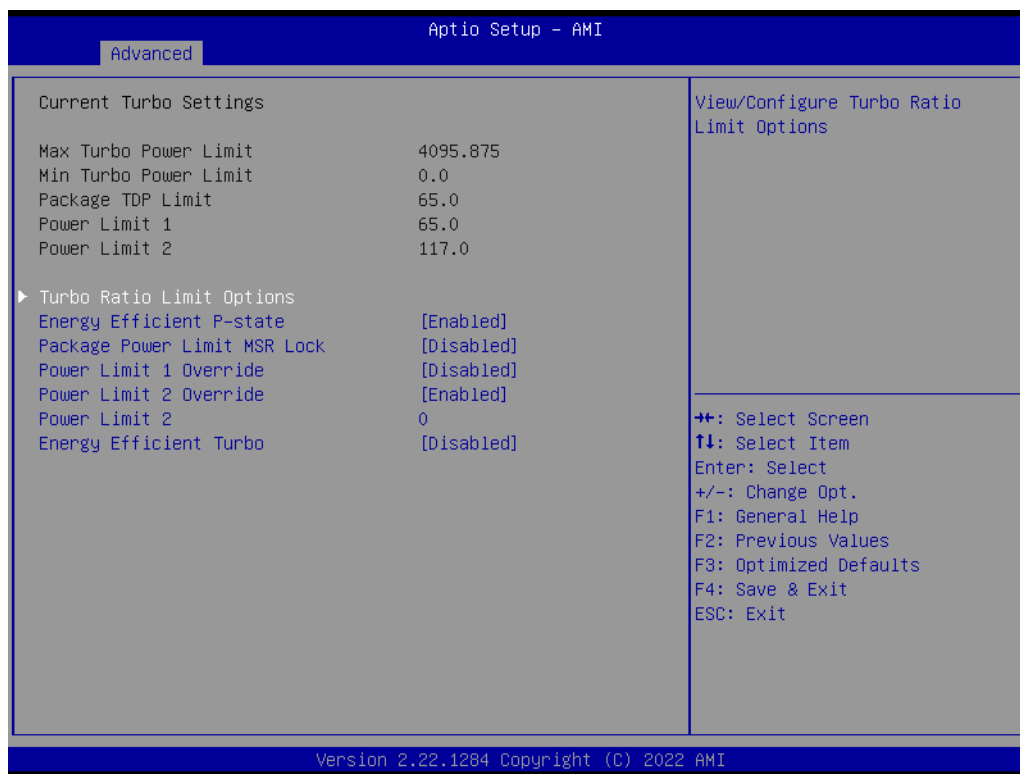 Aptio Setup - AMI
Advanced
Current Turbo Settings
Max Turbo Power Limit 4095.875
Min Turbo Power Limit 0.0
Package TDP Limit 65.0
Power Limit 1 65.0
Power Limit 2 117.0
Turbo Ratio Limit Options
Energy Efficient P-state [Enabled]
Package Power Limit MSR Lock [Disabled]
Power Limit 1 Override [Disabled]
Power Limit 2 Override [Enabled]
Power Limit 2 0
Energy Efficient Turbo [Disabled]
View/Configure Turbo Ratio
Limit Options
→←: Select Screen
↑↓: Select Item
Enter: Select
+/-: Change Opt.
F1: General Help
F2: Previous Values
F3: Optimized Defaults
F4: Save & Exit
ESC: Exit
Version 2.22.1284 Copyright (C) 2022 AMI